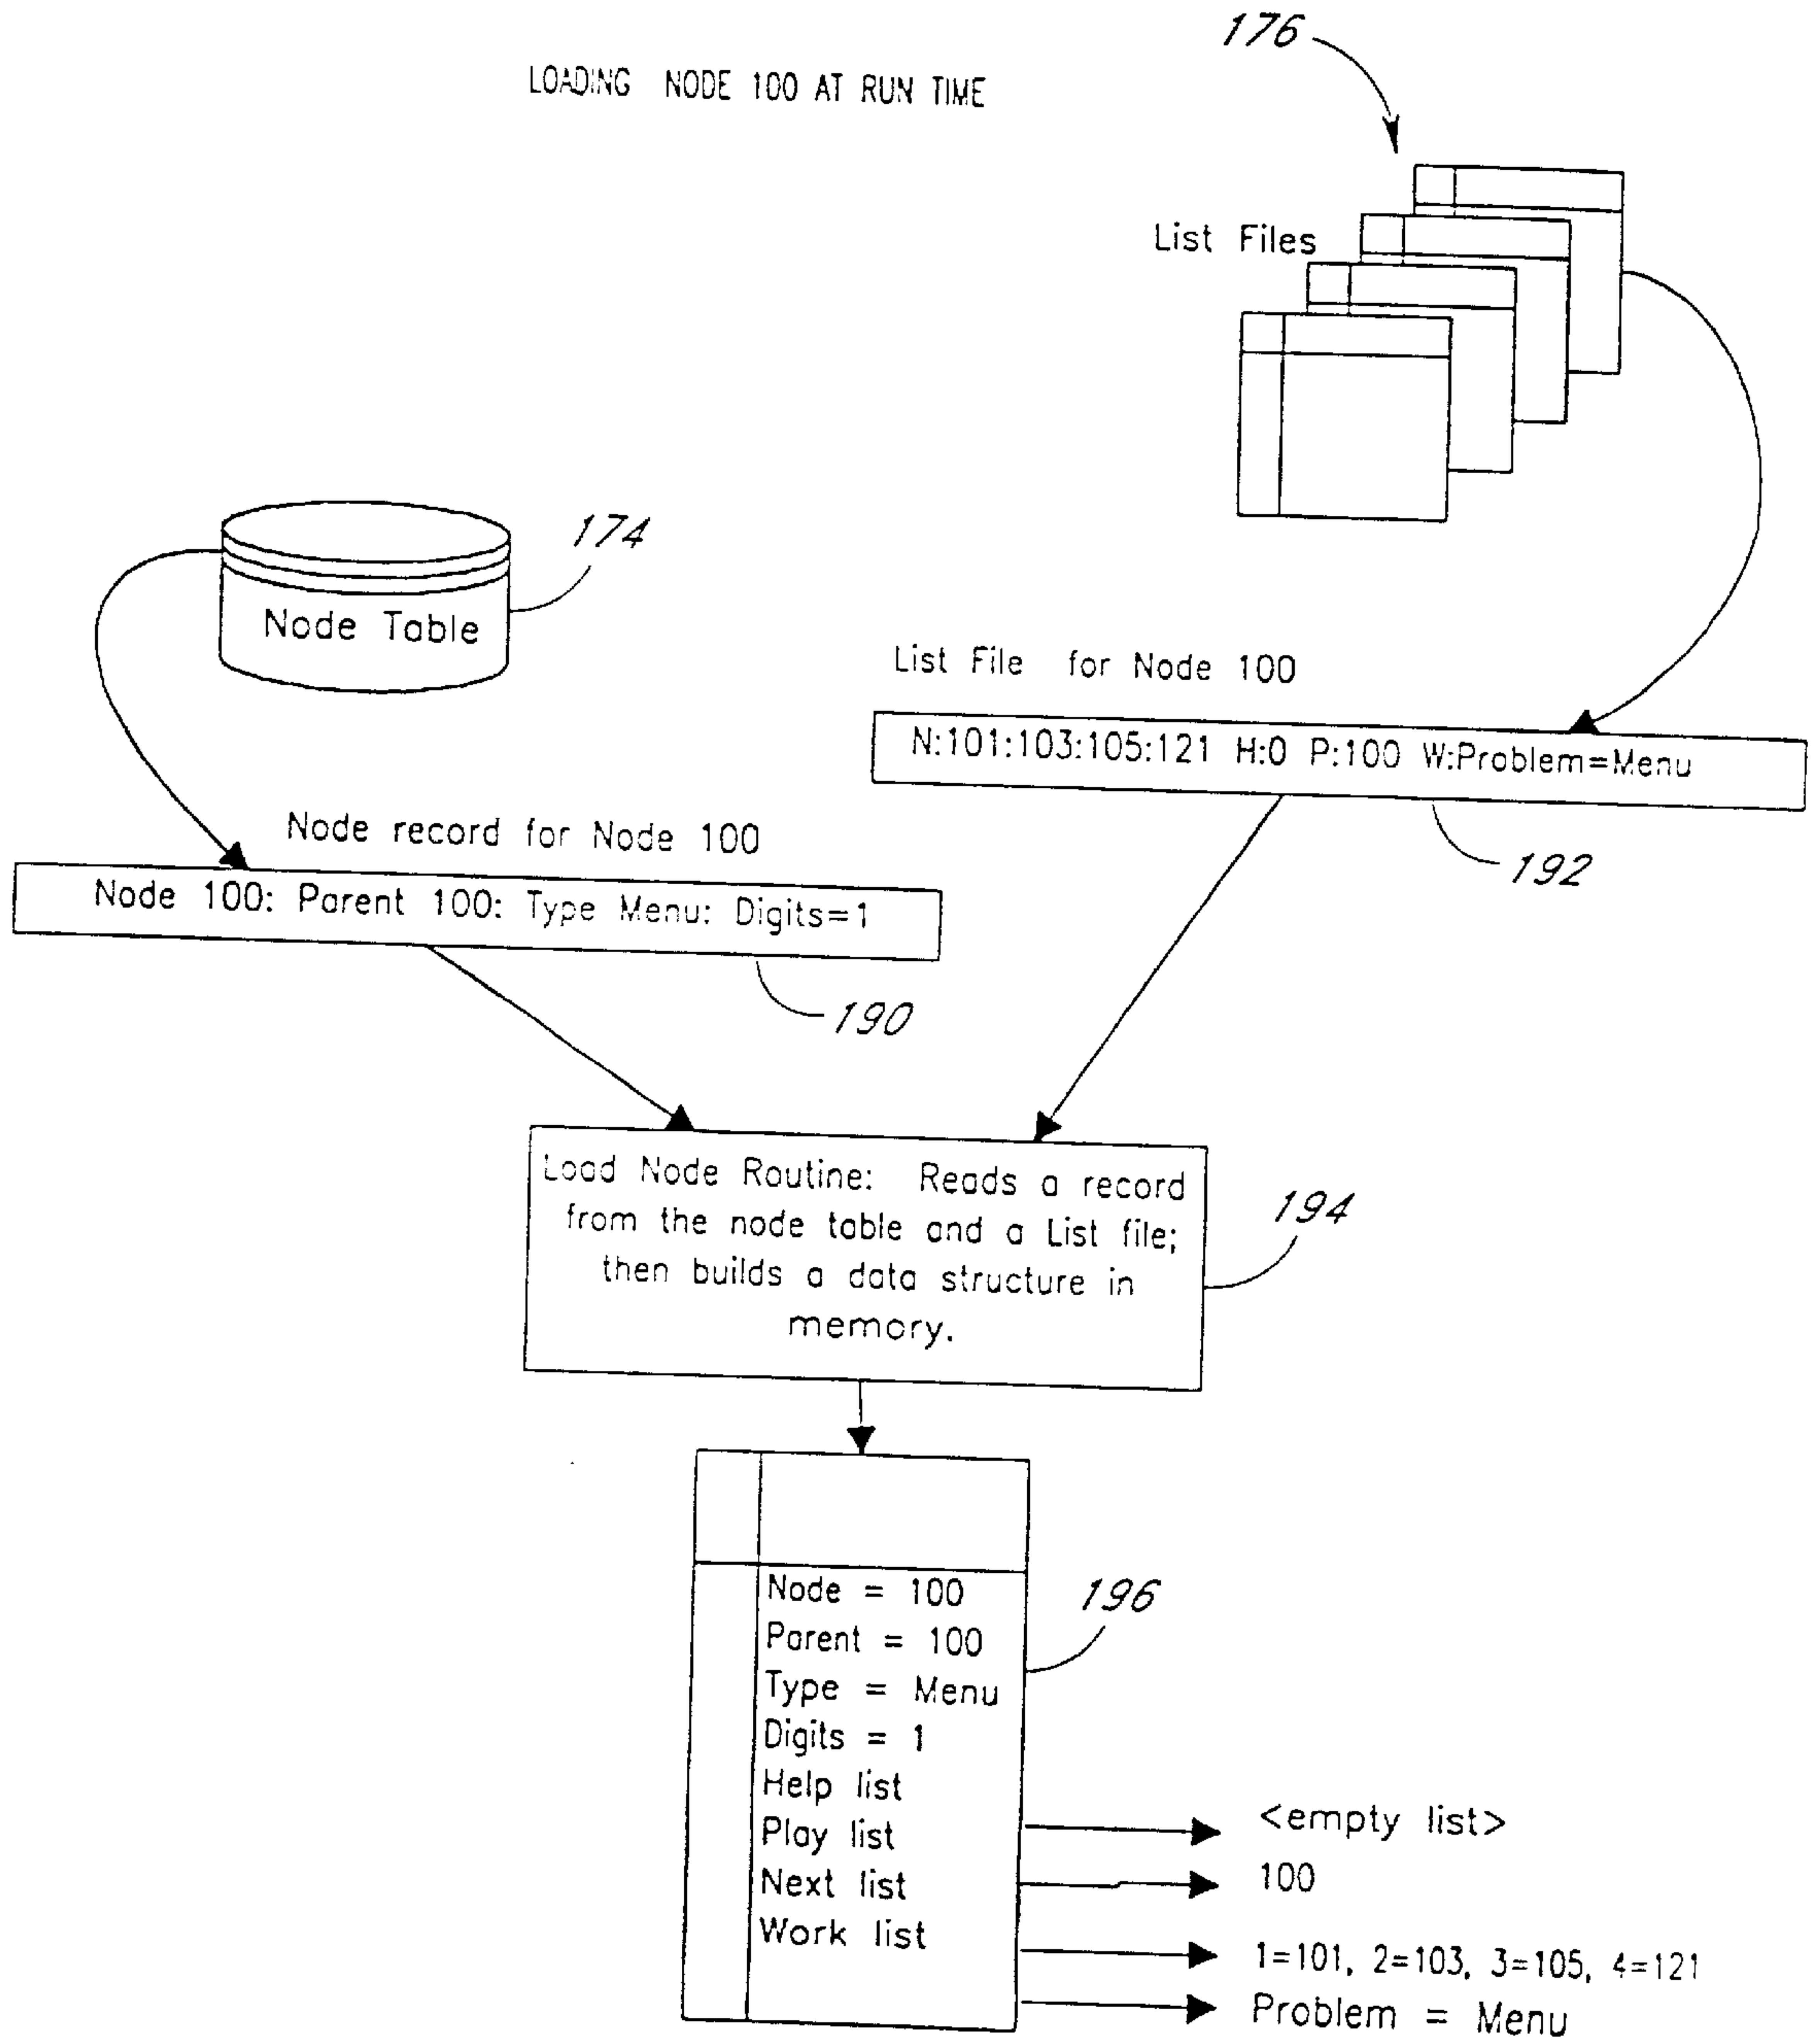 176
LOADING NODE 100 AT RUN TIME
List Files
174
Node Table
List File for Node 100
N:101:103:105:121 H:0 P:100 W:Problem=Menu
192
Node record for Node 100
Node 100: Parent 100: Type Menu: Digits=1
190
Load Node Routine: Reads a record
from the node table and a List file;
then builds a data structure in
memory.
194
Node = 100
Parent = 100
Type = Menu
Digits = 1
Help list
Play list
Next list
Work list
196
<empty list>
100
1=101, 2=103, 3=105, 4=121
Problem = Menu